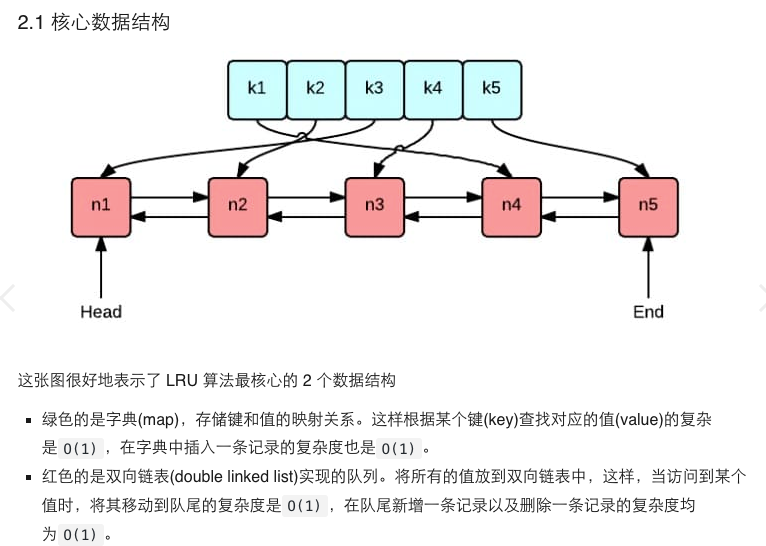 2.1 核心数据结构
k1 k2 k3 k4 k5
n1 n2 n3 n4 n5
Head End
这张图很好地表示了 LRU 算法最核心的 2 个数据结构
绿色的是字典(map)，存储键和值的映射关系。这样根据某个键(key)查找对应的值(value)的复杂
是 O(1) ，在字典中插入一条记录的复杂度也是 O(1) 。
红色的是双向链表(double linked list)实现的队列。将所有的值放到双向链表中，这样，当访问到某个
值时，将其移动到队尾的复杂度是 O(1) ，在队尾新增一条记录以及删除一条记录的复杂度均
为 O(1) 。